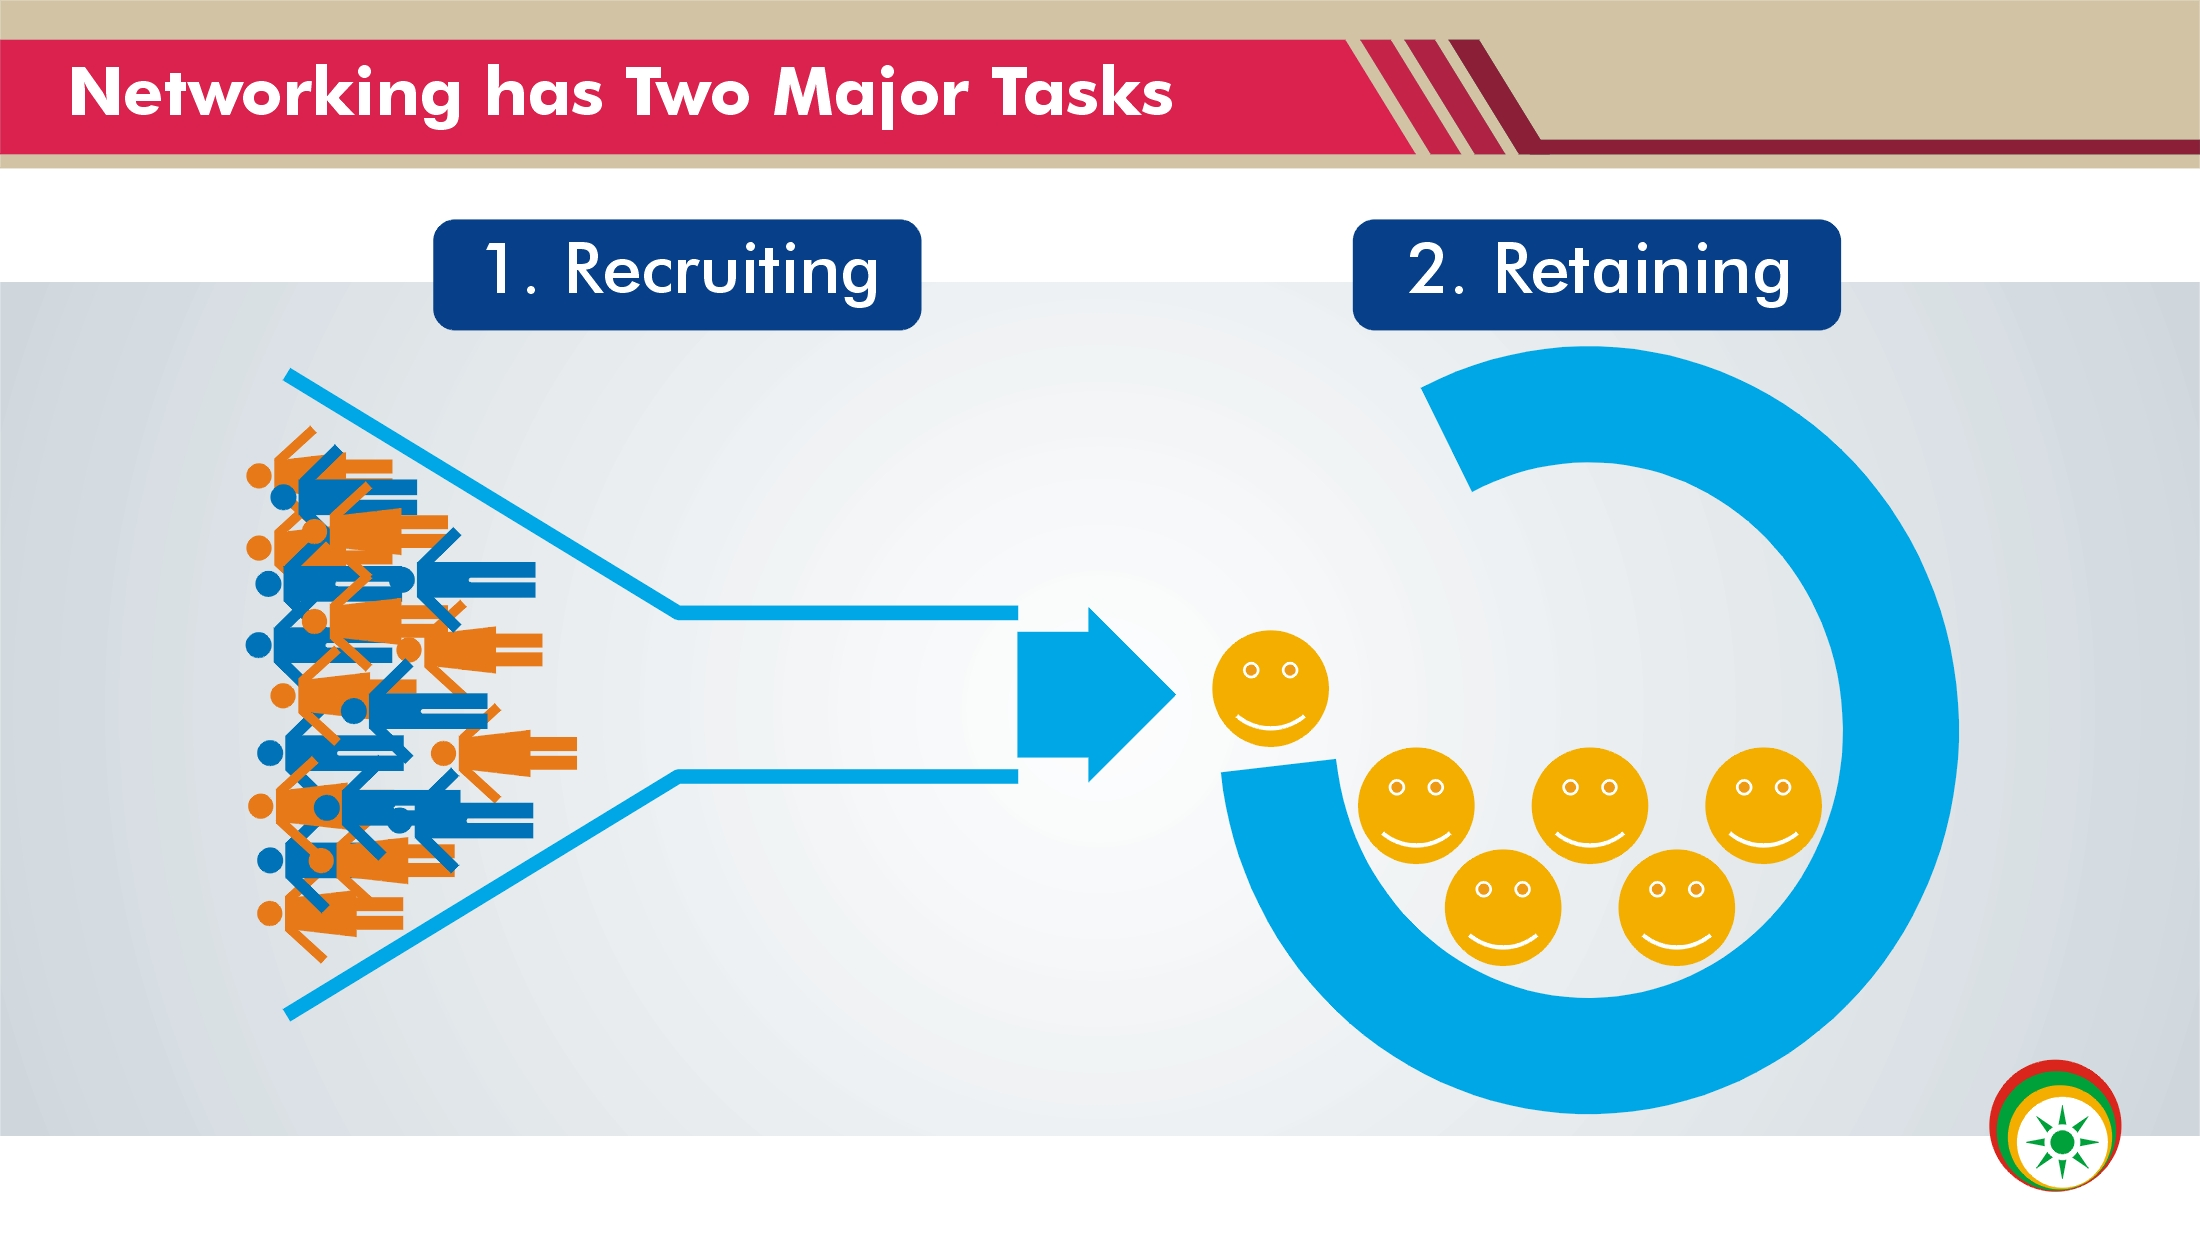 Networking has Two Major Tasks
1. Recruiting
2. Retaining